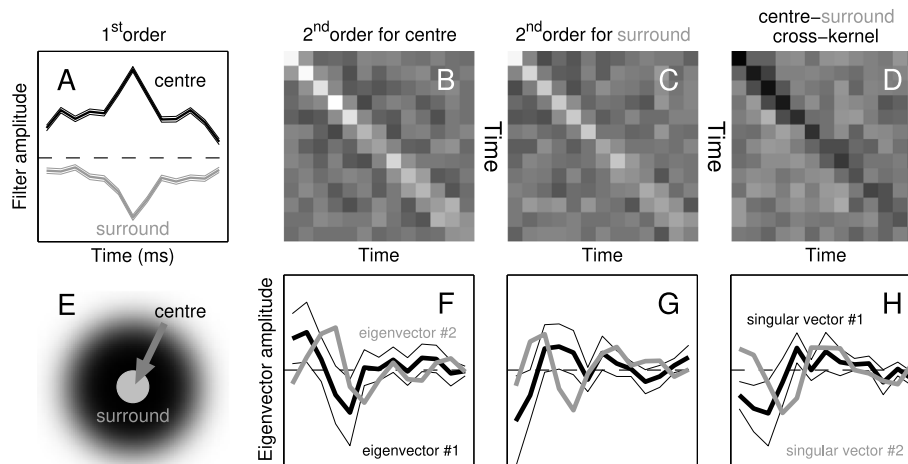 1st order
A
centre
surround
Filter amplitude
Time (ms)
2nd order for centre
B
Time
Time
2nd order for surround
C
Time
Time
centre–surround
cross–kernel
D
Time
E
centre
surround
Eigenvector amplitude
F
eigenvector #2
eigenvector #1
G
H
singular vector #1
singular vector #2